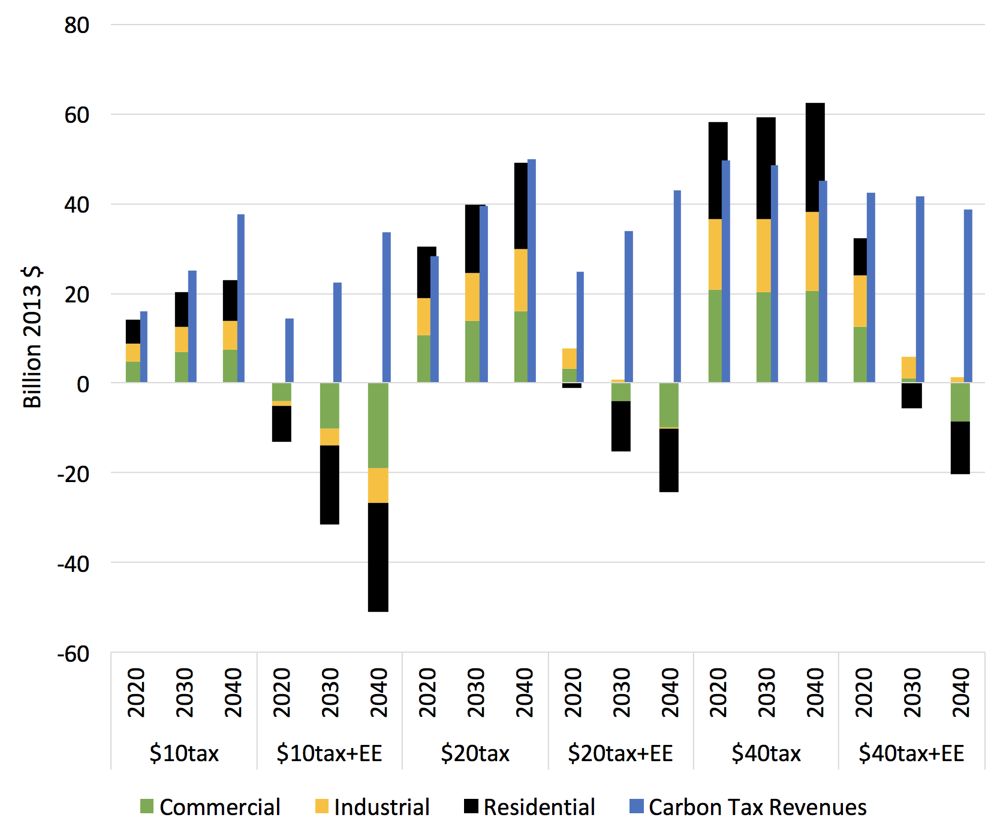 80
60
40
20
0
-20
-40
-60
Billion 2013 $
2020 2030 2040 2020 2030 2040 2020 2030 2040 2020 2030 2040 2020 2030 2040 2020 2030 2040
$10tax $10tax+EE $20tax $20tax+EE $40tax $40tax+EE
Commercial Industrial Residential Carbon Tax Revenues